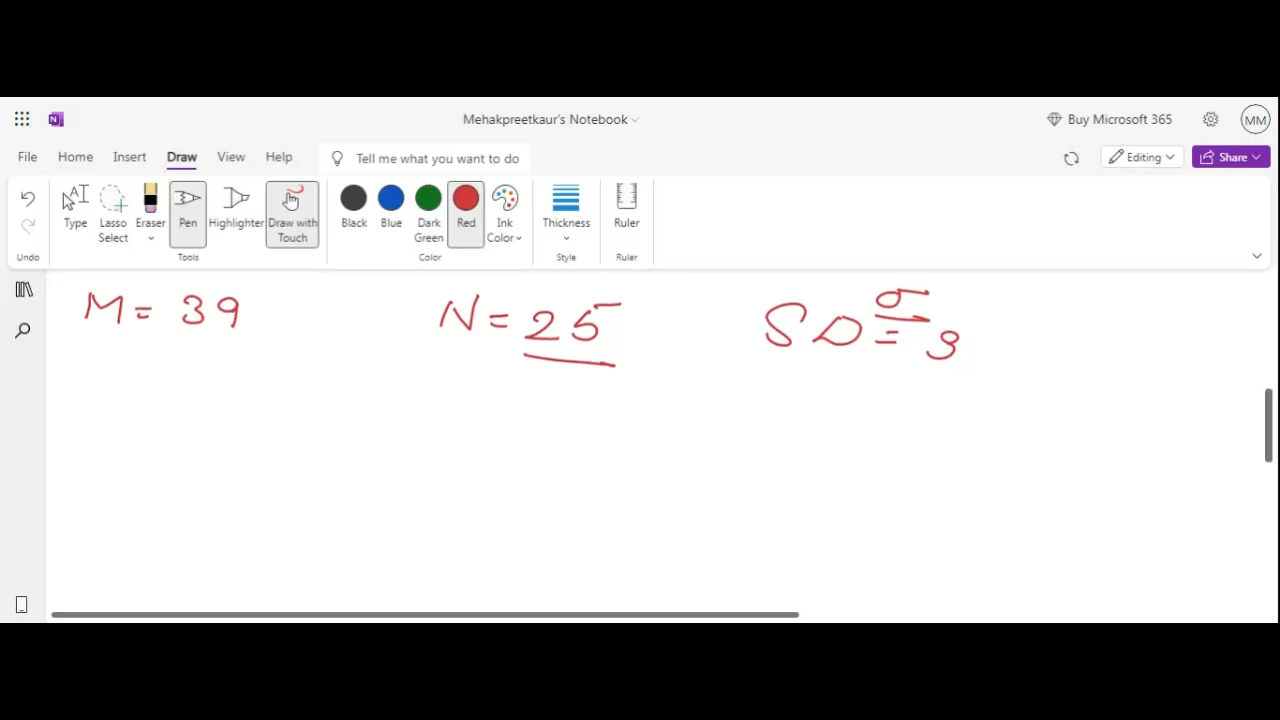 Mehakpreetkaur's Notebook
Buy Microsoft 365
MM
File Home Insert Draw View Help Tell me what you want to do
Editing Share
Type Lasso Select Eraser Pen Highlighter Draw with Touch Black Blue Dark Green Red Ink Color Thickness Ruler
Undo Tools Color Style Ruler
M = 39 N = 25 SD σ = 3